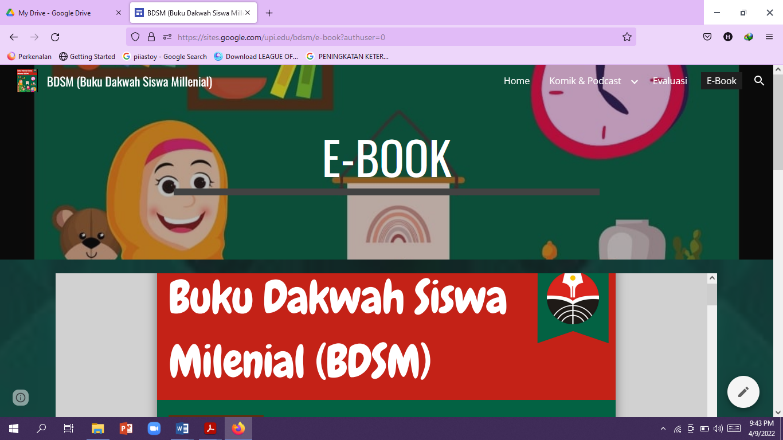 My Drive - Google Drive
BDSM (Buku Dakwah Siswa Mill
https://sites.google.com/upi.edu/bdsm/e-book?authuser=0
Perkenalan
Getting Started
piiastoy - Google Search
Download LEAGUE OF...
PENINGKATAN KETER...
BDSM (Buku Dakwah Siswa Millenial)
Home
Komik & Podcast
Evaluasi
E-Book
E-BOOK
Buku Dakwah Siswa
Milenial (BDSM)
9:43 PM
4/9/2022